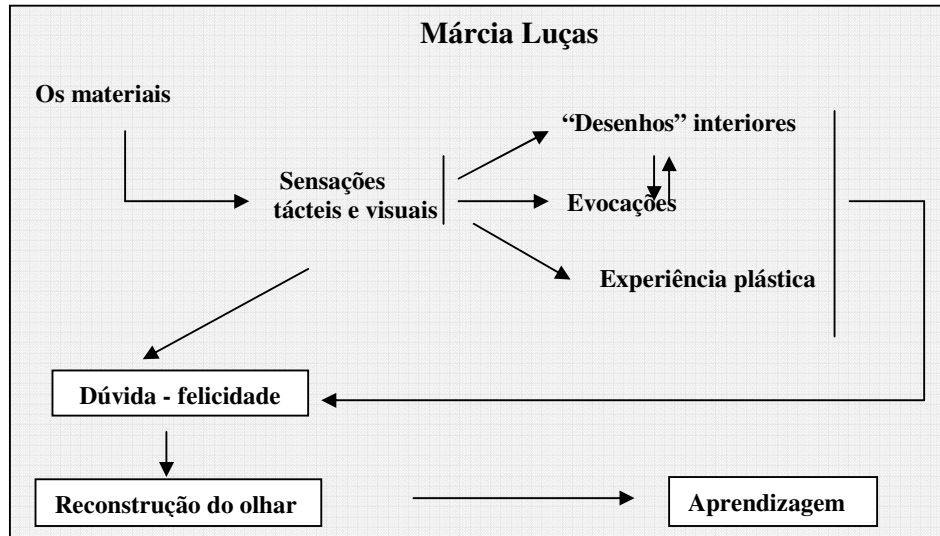 Márcia Luças
Os materiais
“Desenhos” interiores
Sensações
tácteis e visuais
Evocações
Experiência plástica
Dúvida - felicidade
Reconstrução do olhar
Aprendizagem